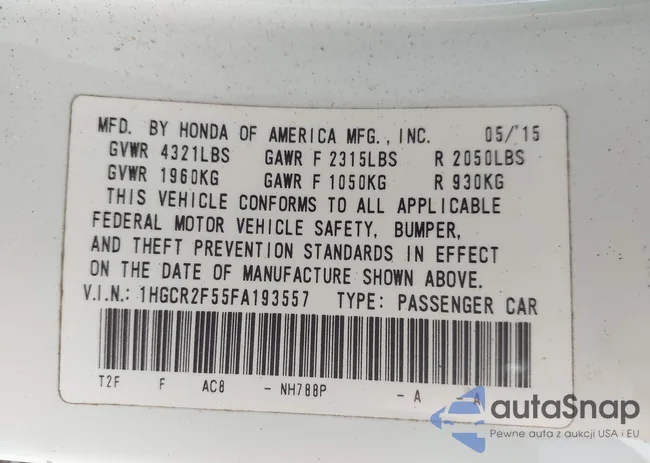 MFD. BY HONDA OF AMERICA MFG., INC. 05/'15
GVWR 4321LBS GAWR F 2315LBS R 2050LBS
GVWR 1960KG GAWR F 1050KG R 930KG
THIS VEHICLE CONFORMS TO ALL APPLICABLE
FEDERAL MOTOR VEHICLE SAFETY, BUMPER,
AND THEFT PREVENTION STANDARDS IN EFFECT
ON THE DATE OF MANUFACTURE SHOWN ABOVE.
V.I.N.: 1HGCR2F55FA193557 TYPE: PASSENGER CAR
T2F F AC8 - NH788P - A - A
autaSnap
Pewne auta z aukcji USA i EU